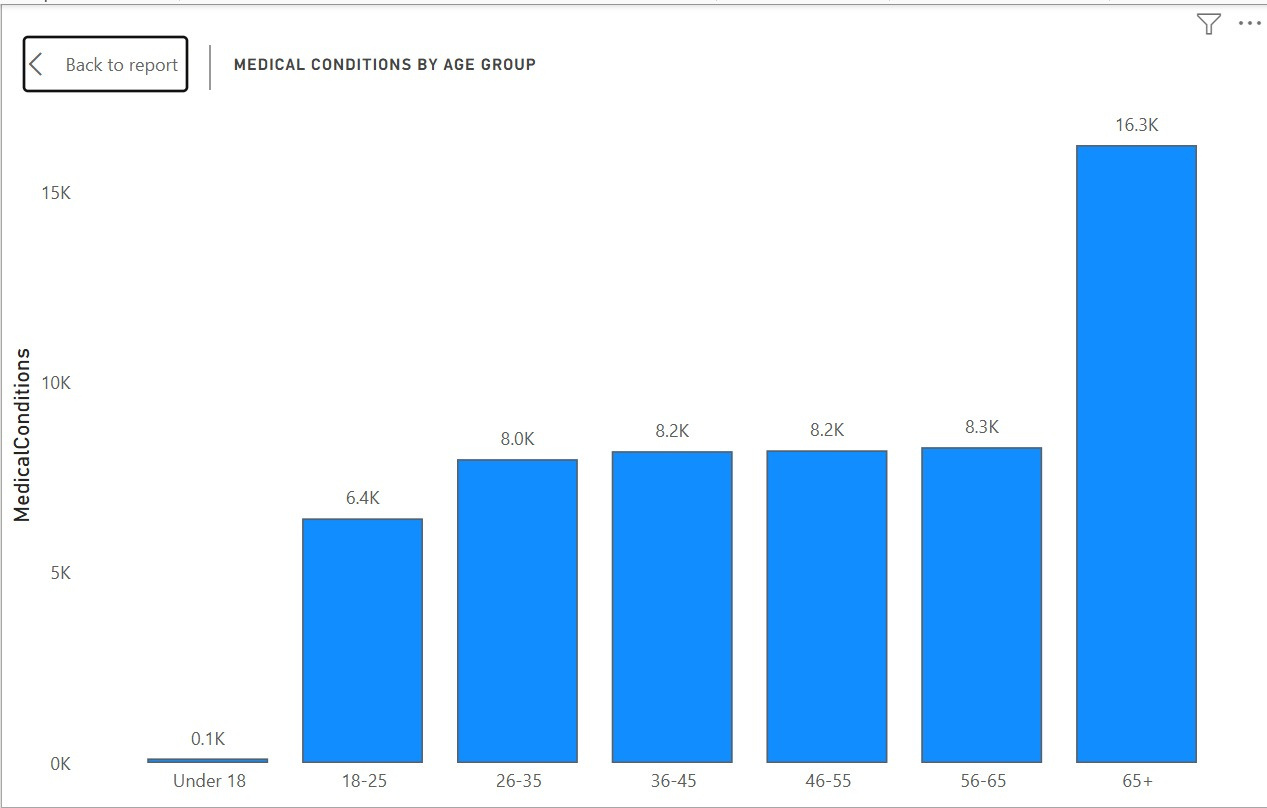 Back to report
MEDICAL CONDITIONS BY AGE GROUP
16.3K
15K
MedicalConditions
10K
8.0K
8.2K
8.2K
8.3K
6.4K
5K
0.1K
0K
Under 18
18-25
26-35
36-45
46-55
56-65
65+